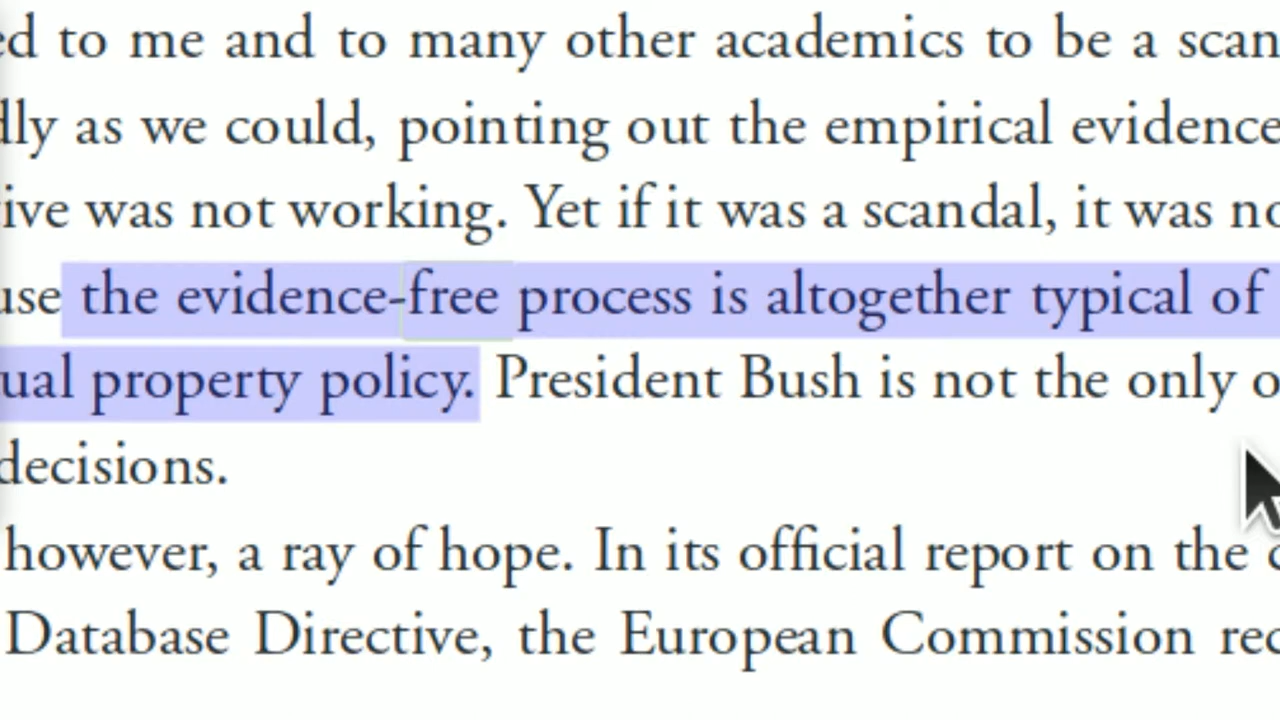 ed to me and to many other academics to be a scan
dly as we could, pointing out the empirical evidence
ive was not working. Yet if it was a scandal, it was no
use the evidence-free process is altogether typical of
ual property policy. President Bush is not the only o
decisions.
however, a ray of hope. In its official report on the c
Database Directive, the European Commission rec